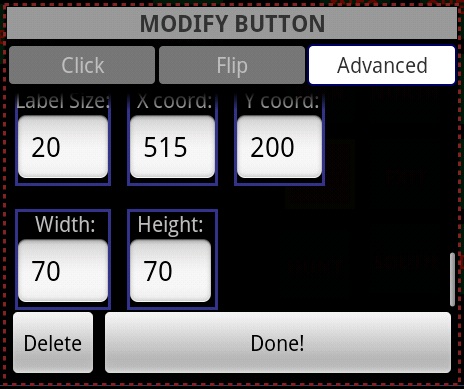 MODIFY BUTTON
Click Flip Advanced
Label Size: X coord: Y coord:
20 515 200
Width: Height:
70 70
Delete Done!